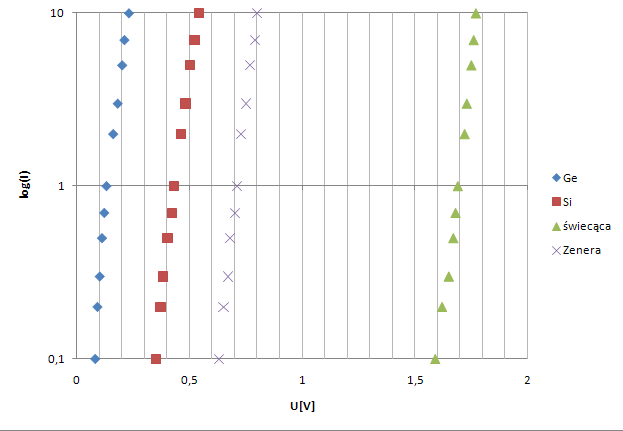 10
1
0,1
log(I)
0
0,5
1
1,5
2
U[V]
Ge
Si
świecąca
Zenera